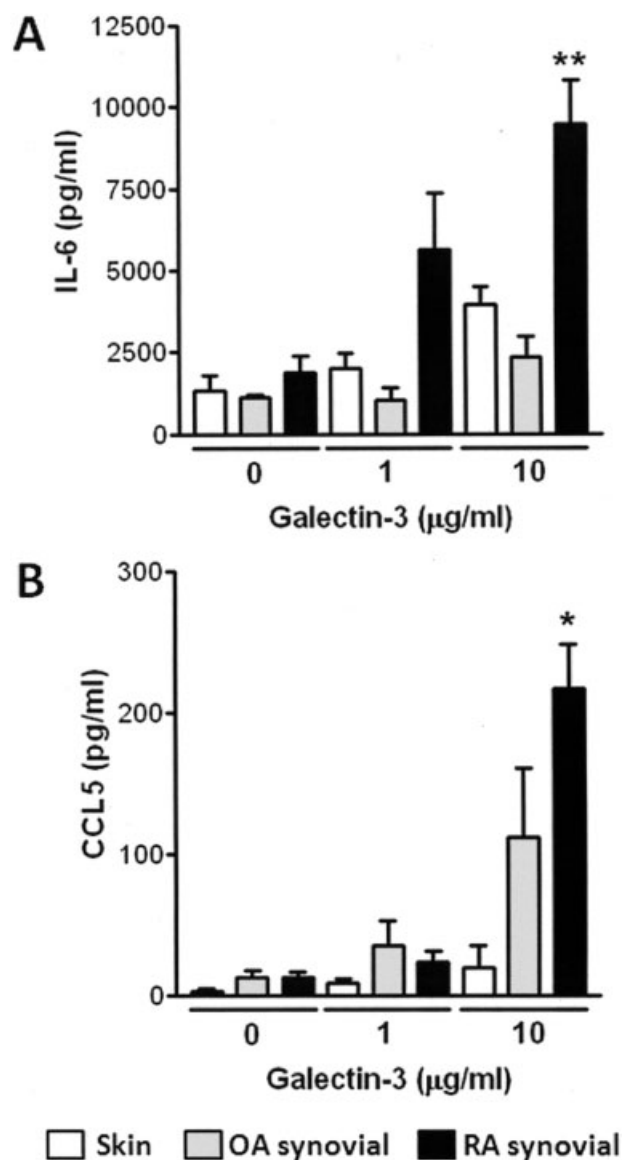 A
12500
10000
7500
5000
2500
0
IL-6 (pg/ml)
**
0 1 10
Galectin-3 (μg/ml)
B
300
200
100
0
CCL5 (pg/ml)
*
0 1 10
Galectin-3 (μg/ml)
Skin OA synovial RA synovial